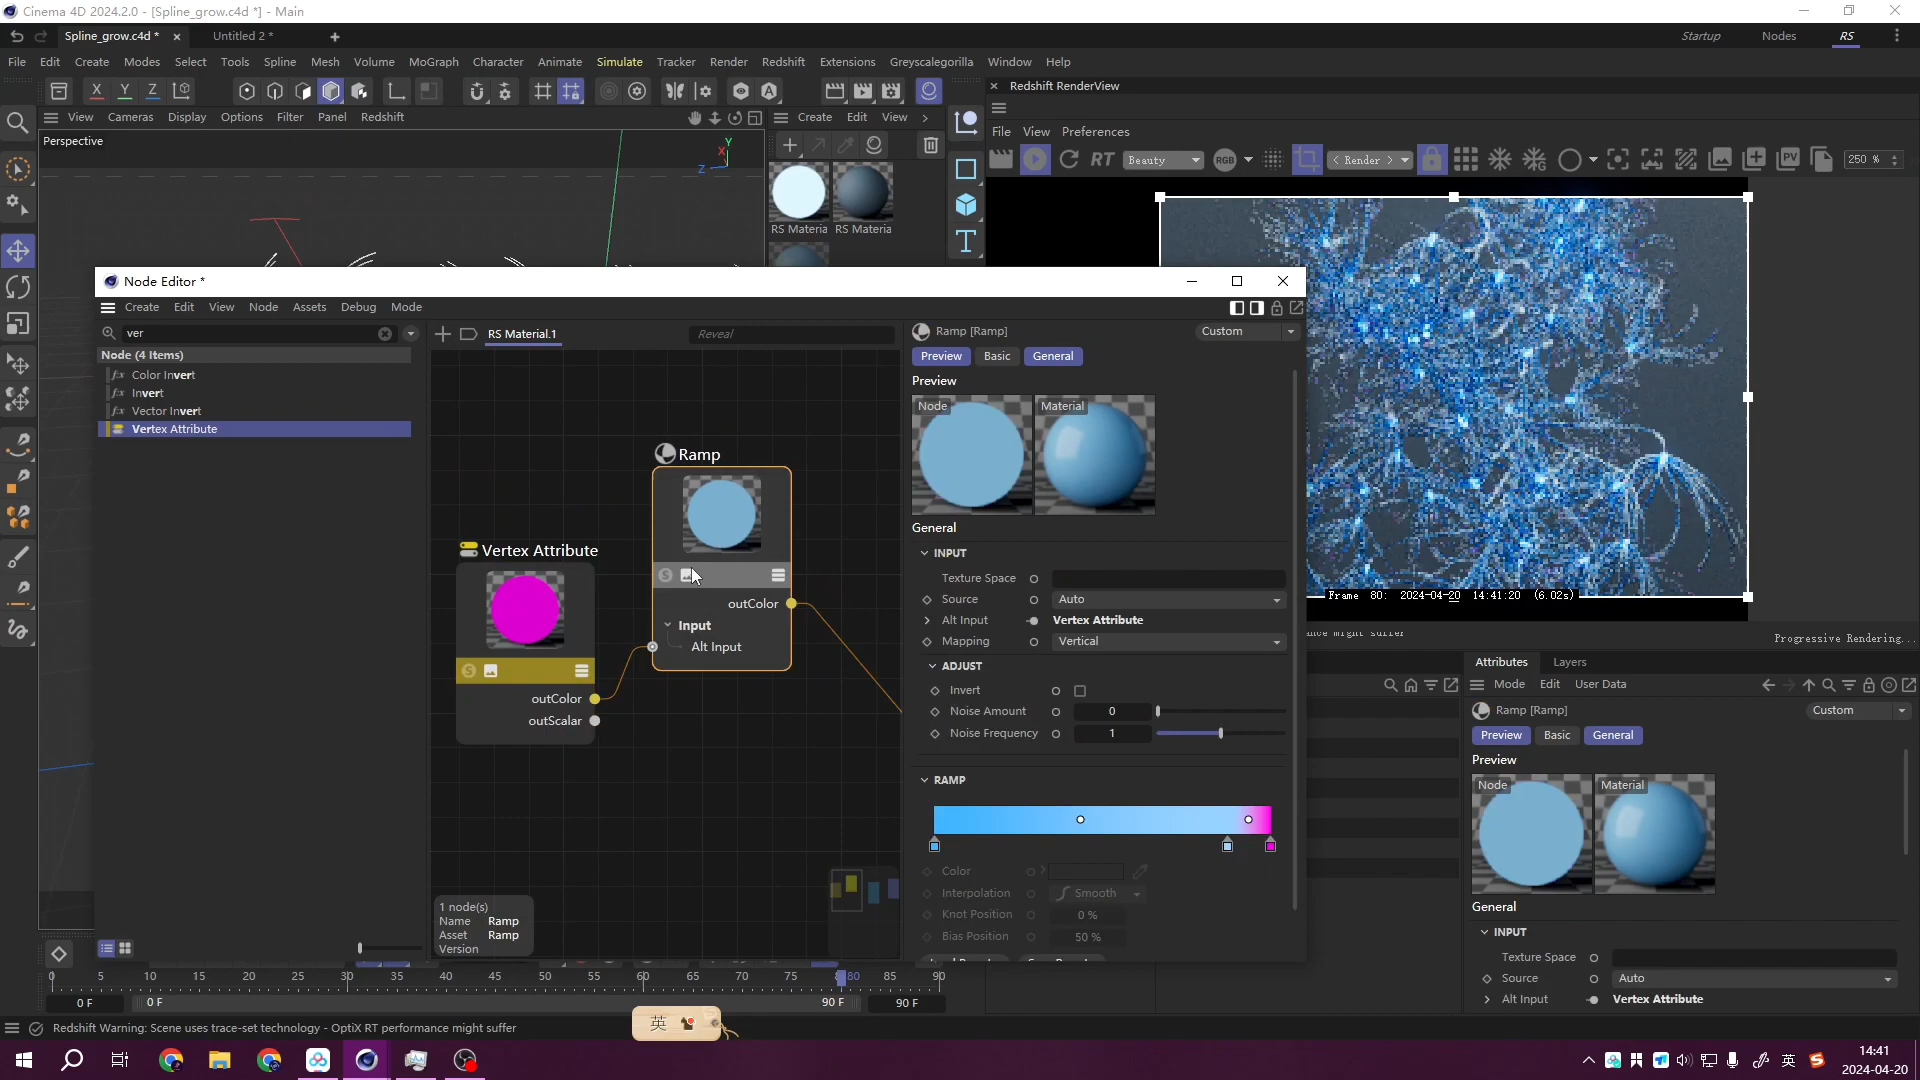 Cinema 4D 2024.2.0 - [Spline_grow.c4d *] - Main
Spline_grow.c4d * Untitled 2 * Startup Nodes RS
File Edit Create Modes Select Tools Spline Mesh Volume MoGraph Character Animate Simulate Tracker Render Redshift Extensions Greyscalegorilla Window Help
X Y Z
Redshift RenderView
View Cameras Display Options Filter Panel Redshift
Create Edit View
File View Preferences
Perspective
Y
X
Z
RT Beauty RGB < Render > PV 250 %
RS Materia RS Materia
Node Editor *
Create Edit View Node Assets Debug Mode
ver
RS Material.1
Reveal
Node (4 Items)
Color Invert
Invert
Vector Invert
Vertex Attribute
Ramp
outColor
Input
Alt Input
Vertex Attribute
outColor
outScalar
1 node(s)
Name Ramp
Asset Ramp
Version
Ramp [Ramp] Custom
Preview Basic General
Preview
Node Material
General
INPUT
Texture Space
Source Auto
Alt Input Vertex Attribute
Mapping Vertical
ADJUST
Invert
Noise Amount 0
Noise Frequency 1
RAMP
Color
Interpolation Smooth
Knot Position 0 %
Bias Position 50 %
Frame 80: 2024-04-20 14:41:20 (6.02s)
Progressive Rendering...
Attributes Layers
Mode Edit User Data
Ramp [Ramp] Custom
Preview Basic General
Preview
Node Material
General
INPUT
Texture Space
Source Auto
Alt Input Vertex Attribute
0 5 10 15 20 25 30 35 40 45 50 55 60 65 70 75 80 85 90
0 F 0 F 90 F 90 F
英
Redshift Warning: Scene uses trace-set technology - OptiX RT performance might suffer
英
14:41
2024-04-20